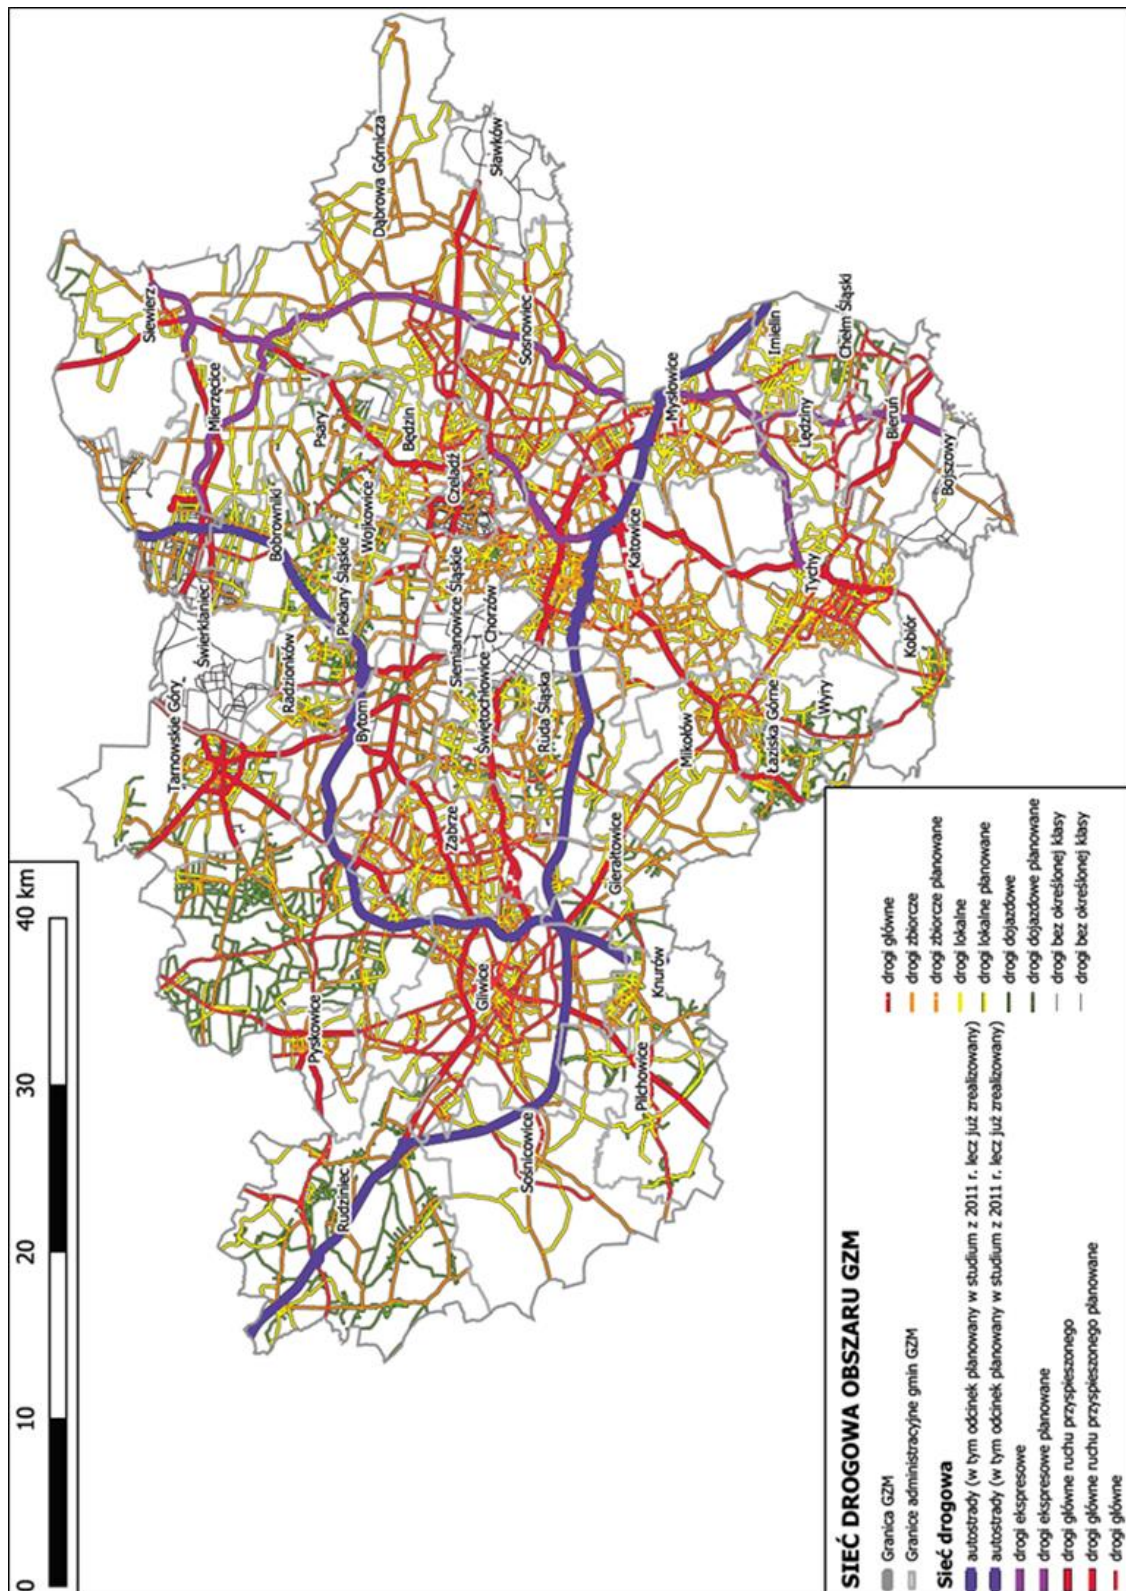 0 10 20 30 40 km
Siewierz
Mierzęcice
Dąbrowa Górnicza
Sławków
Psary
Będzin
Sosnowiec
Bobrowniki
Wojkowice
Czeladź
Świerklaniec
Piekary Śląskie
Siemianowice Śląskie
Mysłowice
Imielin
Chełm Śląski
Tarnowskie Góry
Radzionków
Bytom
Chorzów
Świętochłowice
Ruda Śląska
Katowice
Lędziny
Bieruń
Bojszowy
Tychy
Kobiór
Zabrze
Mikołów
Łaziska Górne
Wyry
Pyskowice
Gliwice
Gierałtowice
Knurów
Rudziniec
Sośnicowice
Pilchowice
SIEĆ DROGOWA OBSZARU GZM
Granica GZM
Granice administracyjne gmin GZM
Sieć drogowa
autostrady (w tym odcinek planowany w studium z 2011 r. lecz już zrealizowany)
autostrady (w tym odcinek planowany w studium z 2011 r. lecz już zrealizowany)
drogi ekspresowe
drogi ekspresowe planowane
drogi główne ruchu przyspieszonego
drogi główne ruchu przyspieszonego planowane
drogi główne
drogi główne
drogi zbiorcze
drogi zbiorcze planowane
drogi lokalne
drogi lokalne planowane
drogi dojazdowe
drogi dojazdowe planowane
drogi bez określonej klasy
drogi bez określonej klasy